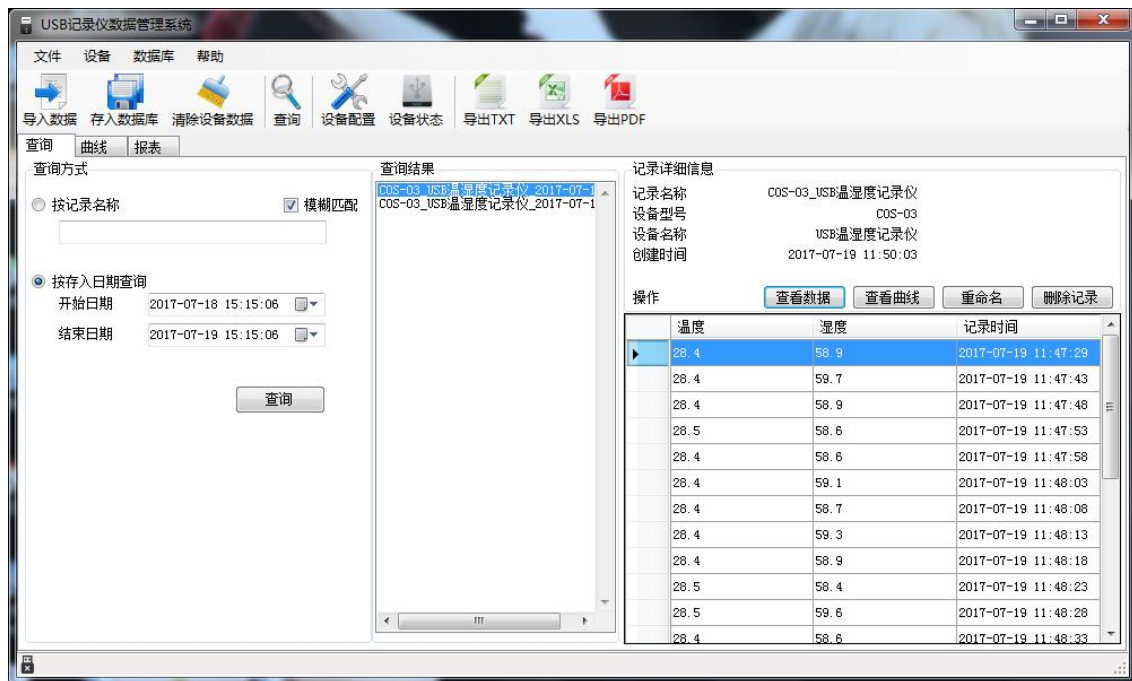 USB记录仪数据管理系统
文件 设备 数据库 帮助
导入数据 存入数据库 清除设备数据 查询 设备配置 设备状态 导出TXT 导出XLS 导出PDF
查询 曲线 报表
查询方式
按记录名称 模糊匹配
按存入日期查询
开始日期 2017-07-18 15:15:06
结束日期 2017-07-19 15:15:06
查询
查询结果
COS-03_USB温湿度记录仪_2017-07-1
COS-03_USB温湿度记录仪_2017-07-1
记录详细信息
记录名称 COS-03_USB温湿度记录仪
设备型号 COS-03
设备名称 USB温湿度记录仪
创建时间 2017-07-19 11:50:03
操作 查看数据 查看曲线 重命名 删除记录
温度 湿度 记录时间
28.4 58.9 2017-07-19 11:47:29
28.4 59.7 2017-07-19 11:47:43
28.4 58.9 2017-07-19 11:47:48
28.5 58.6 2017-07-19 11:47:53
28.4 58.6 2017-07-19 11:47:58
28.4 59.1 2017-07-19 11:48:03
28.4 58.7 2017-07-19 11:48:08
28.4 59.3 2017-07-19 11:48:13
28.4 58.9 2017-07-19 11:48:18
28.5 58.4 2017-07-19 11:48:23
28.5 59.6 2017-07-19 11:48:28
28.4 58.6 2017-07-19 11:48:33